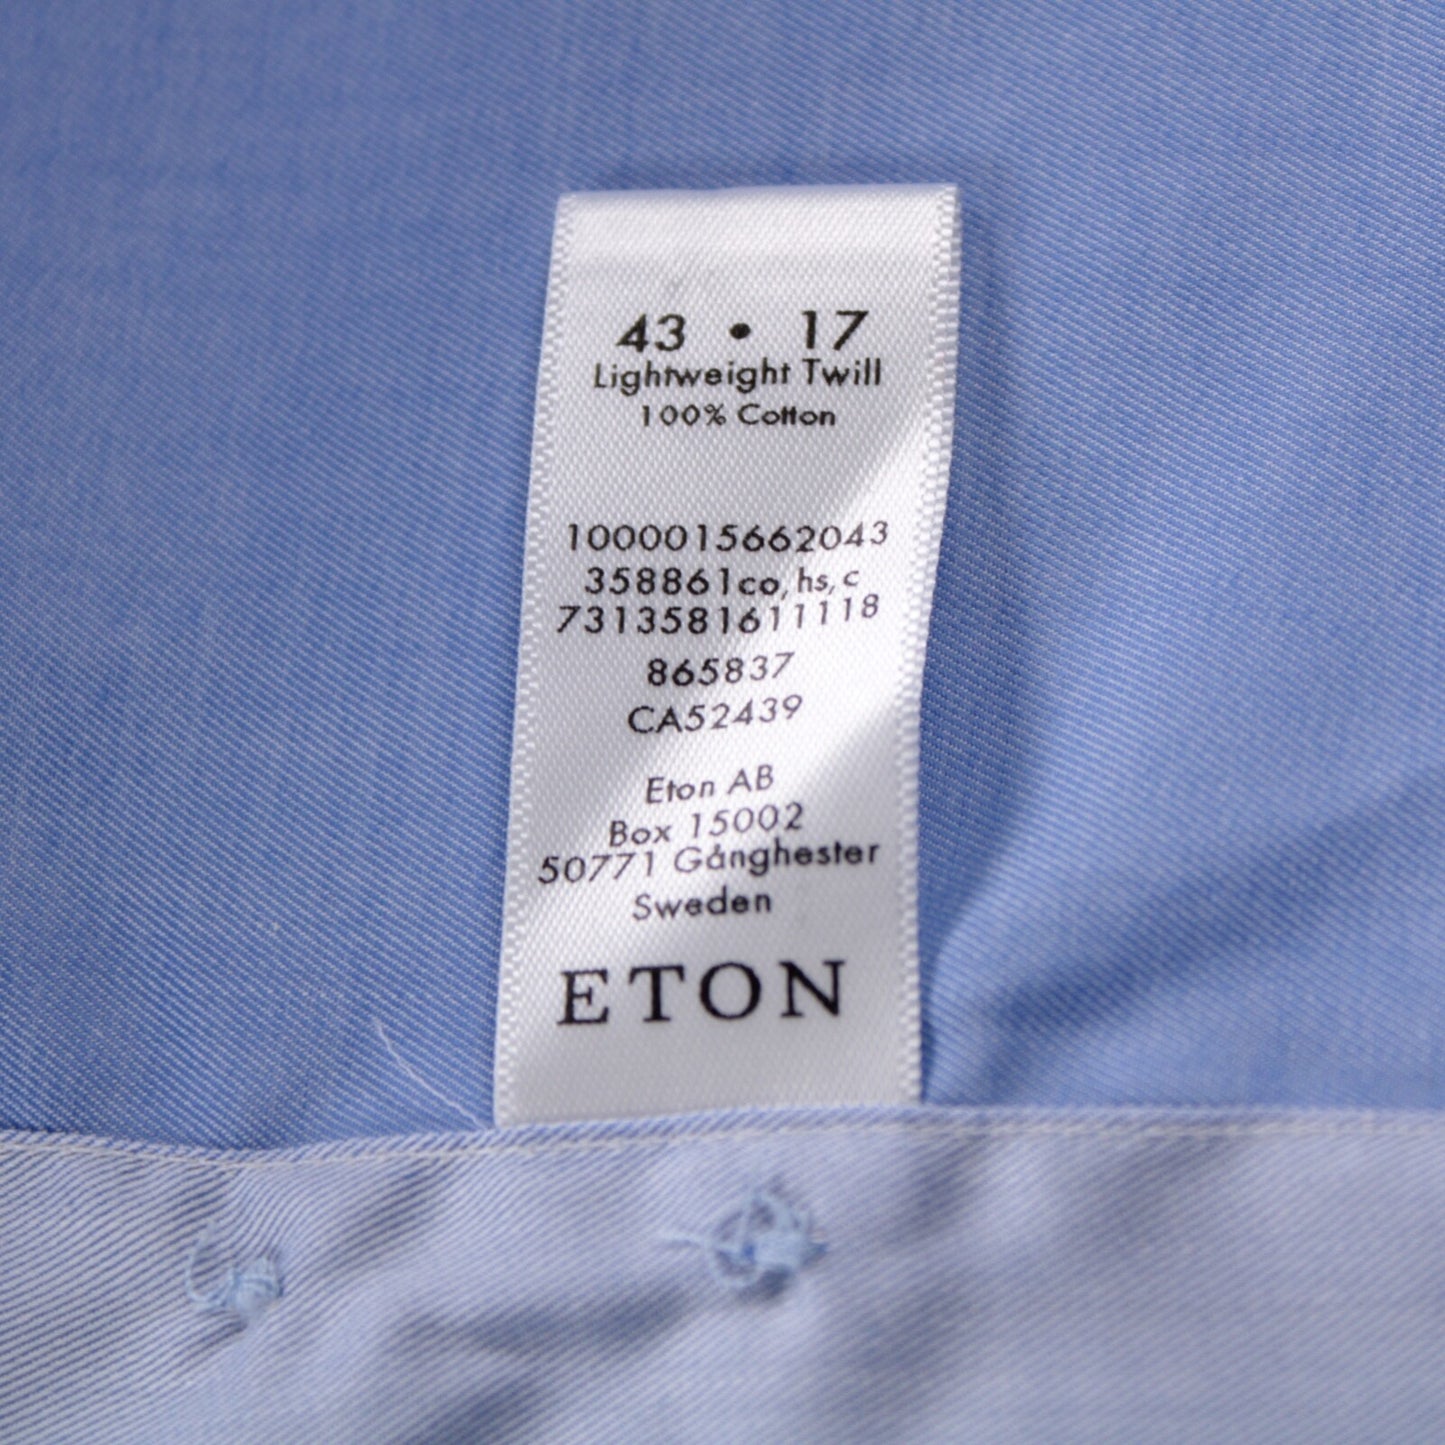 43 • 17
Lightweight Twill
100% Cotton
1000015662043
358861co, hs, c
7313581611118
865837
CA52439
Eton AB
Box 15002
50771 Gånghester
Sweden
ETON